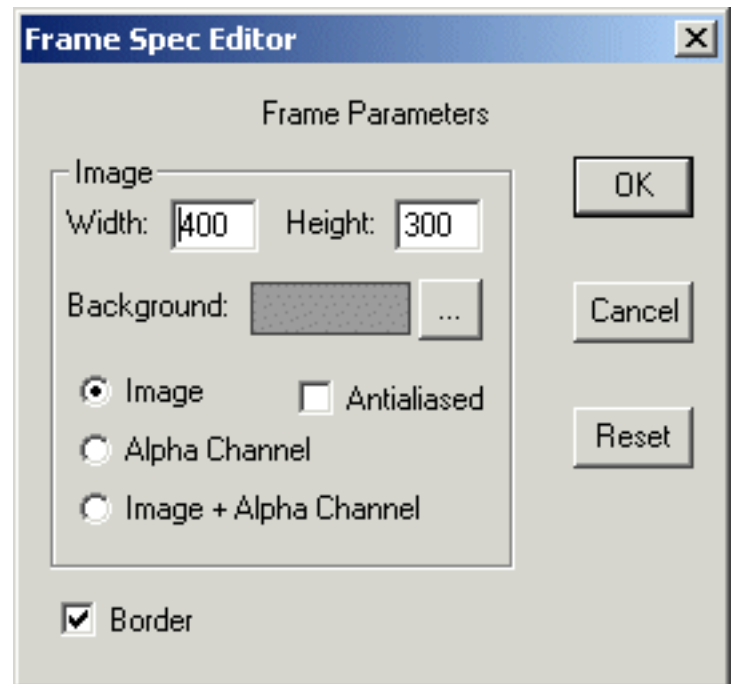 Frame Spec Editor
Frame Parameters
Image
OK
Width: 400 Height: 300
Background: ... Cancel
Image Antialiased
Alpha Channel Reset
Image + Alpha Channel
Border